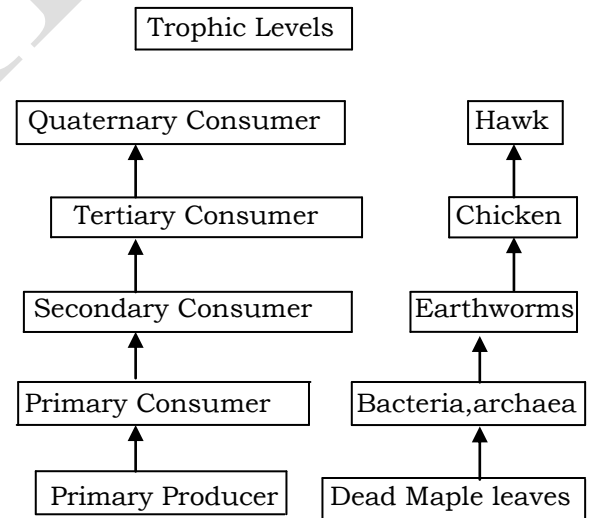 Trophic Levels
Quaternary Consumer
Hawk
Tertiary Consumer
Chicken
Secondary Consumer
Earthworms
Primary Consumer
Bacteria,archaea
Primary Producer
Dead Maple leaves